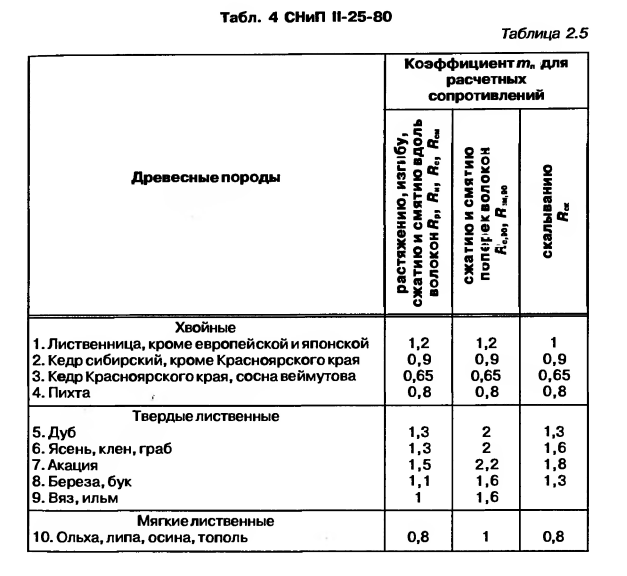 Табл. 4 СНиП II-25-80
Таблица 2.5
Древесные породы
Коэффициент mп для
расчетных
сопротивлений
растяжению, изгибу,
сжатию и смятию вдоль
волокон Rр, Rи, Rс, Rсм
сжатию и смятию
поперек волокон
Rс,90, Rсм,90
скалыванию
Rск
Хвойные
1. Лиственница, кроме европейской и японской 1,2 1,2 1
2. Кедр сибирский, кроме Красноярского края 0,9 0,9 0,9
3. Кедр Красноярского края, сосна веймутова 0,65 0,65 0,65
4. Пихта 0,8 0,8 0,8
Твердые лиственные
5. Дуб 1,3 2 1,3
6. Ясень, клен, граб 1,3 2 1,6
7. Акация 1,5 2,2 1,8
8. Береза, бук 1,1 1,6 1,3
9. Вяз, ильм 1 1,6
Мягкие лиственные
10. Ольха, липа, осина, тополь 0,8 1 0,8